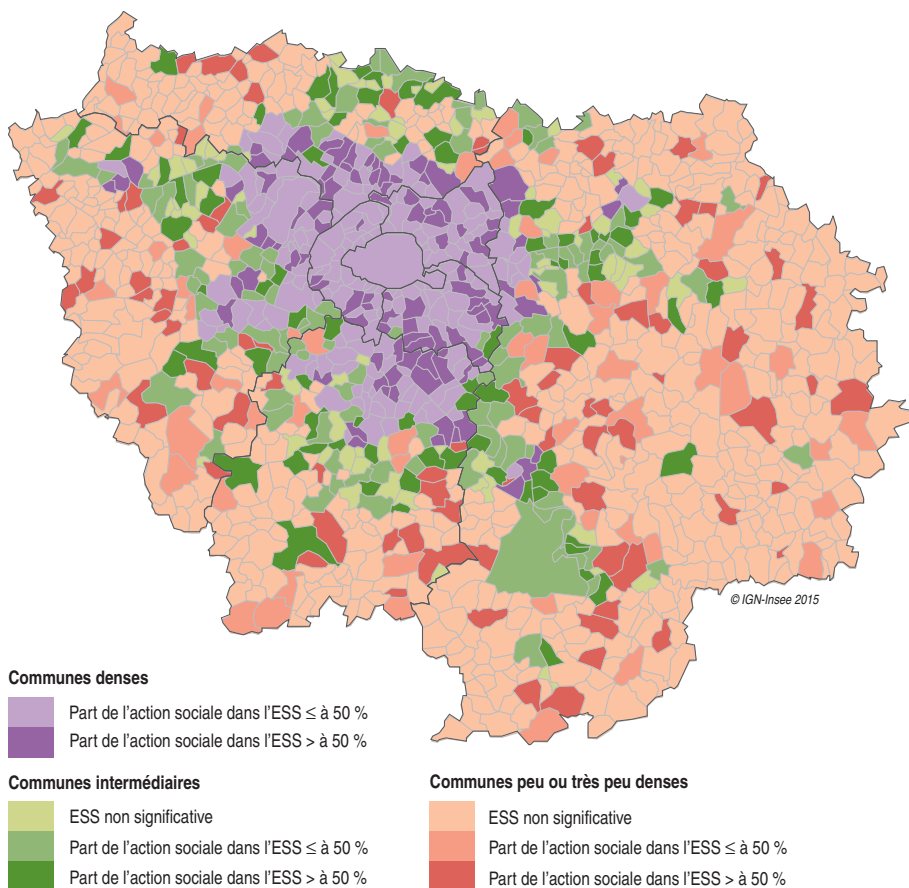 © IGN-Insee 2015
Communes denses
Part de l'action sociale dans l'ESS ≤ à 50 %
Part de l'action sociale dans l'ESS > à 50 %
Communes intermédiaires
ESS non significative
Part de l'action sociale dans l'ESS ≤ à 50 %
Part de l'action sociale dans l'ESS > à 50 %
Communes peu ou très peu denses
ESS non significative
Part de l'action sociale dans l'ESS ≤ à 50 %
Part de l'action sociale dans l'ESS > à 50 %